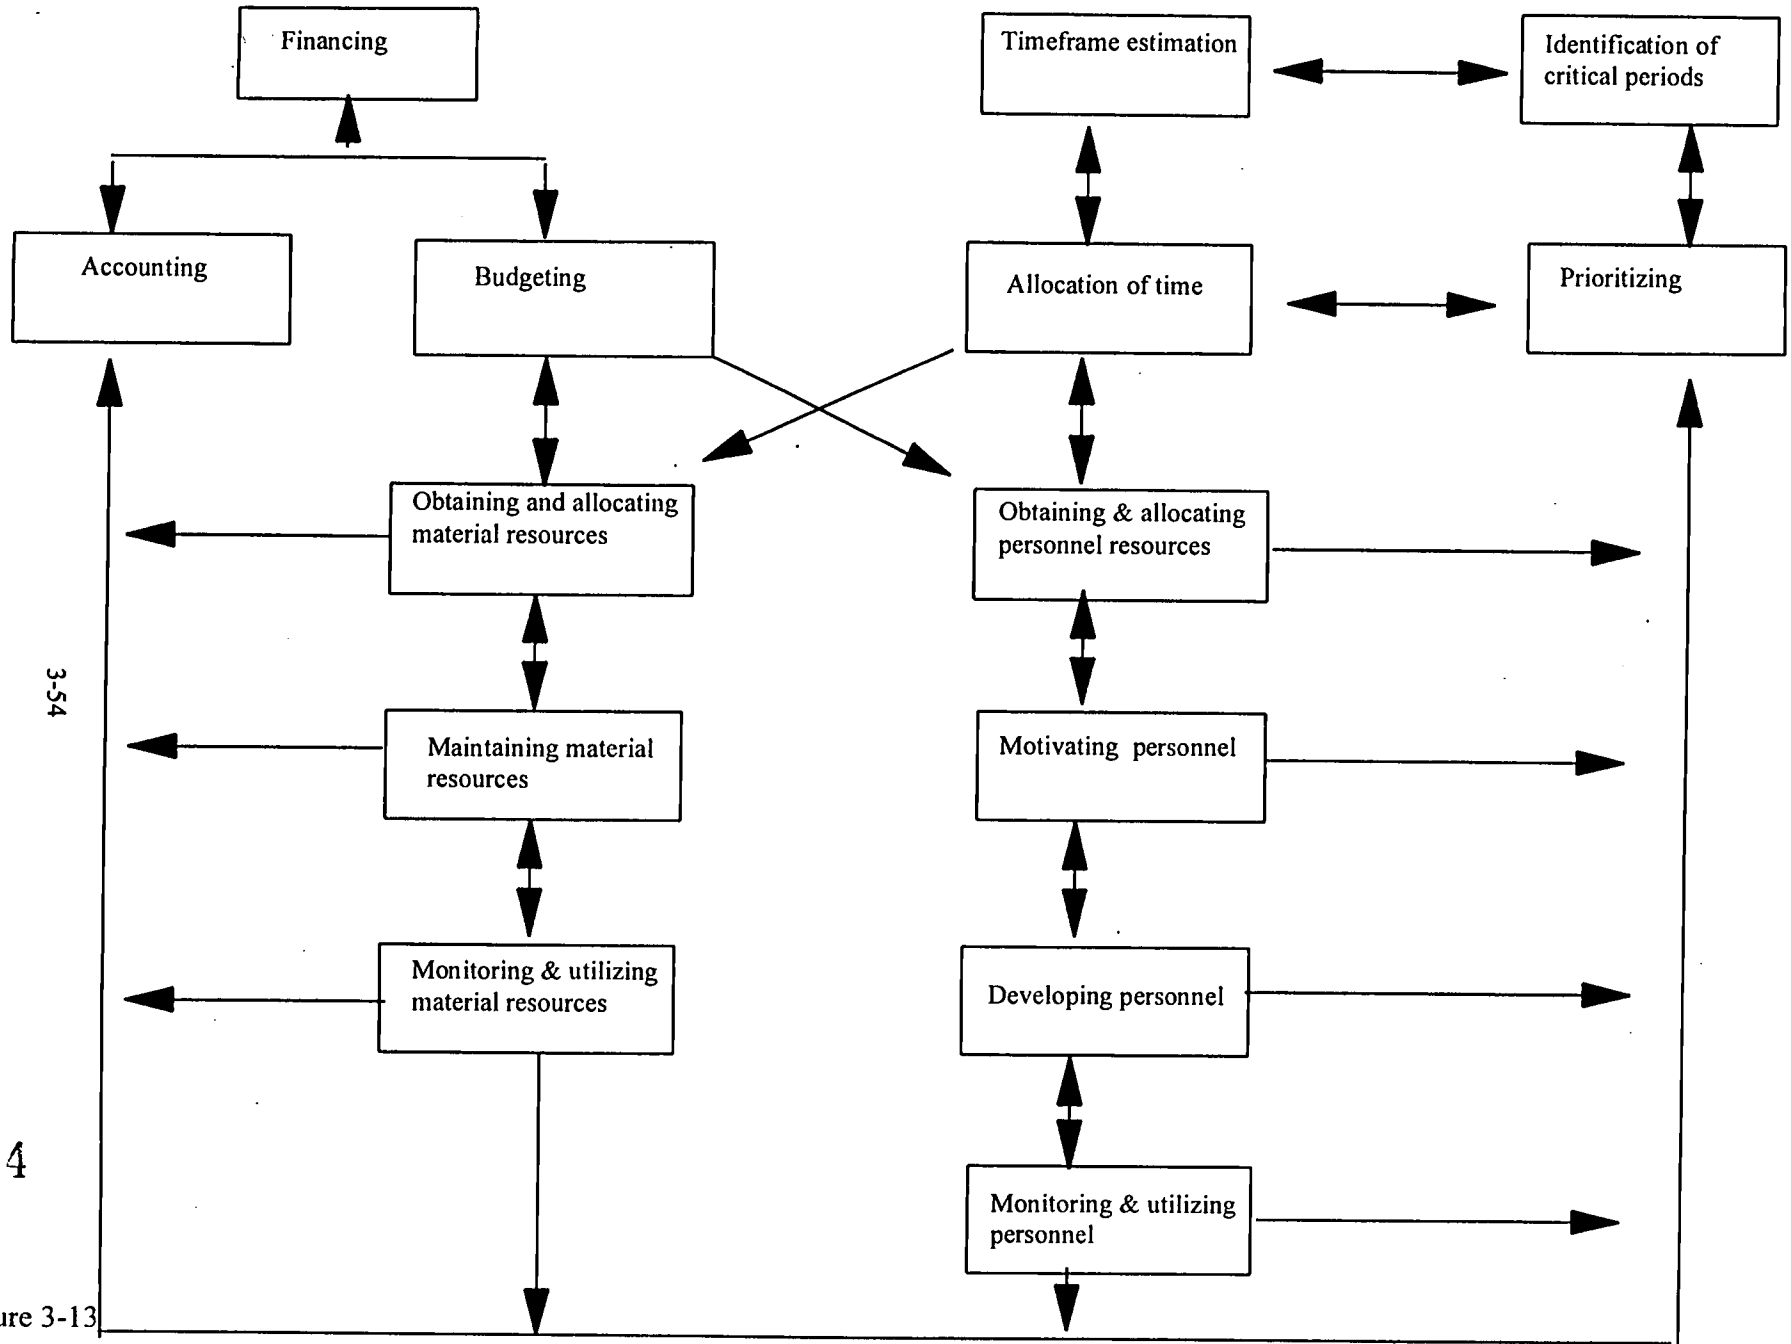 Financing
Timeframe estimation
Identification of
critical periods
Accounting
Budgeting
Allocation of time
Prioritizing
Obtaining and allocating
material resources
Obtaining & allocating
personnel resources
3-54
Maintaining material
resources
Motivating personnel
Monitoring & utilizing
material resources
Developing personnel
4
Monitoring & utilizing
personnel
ure 3-13